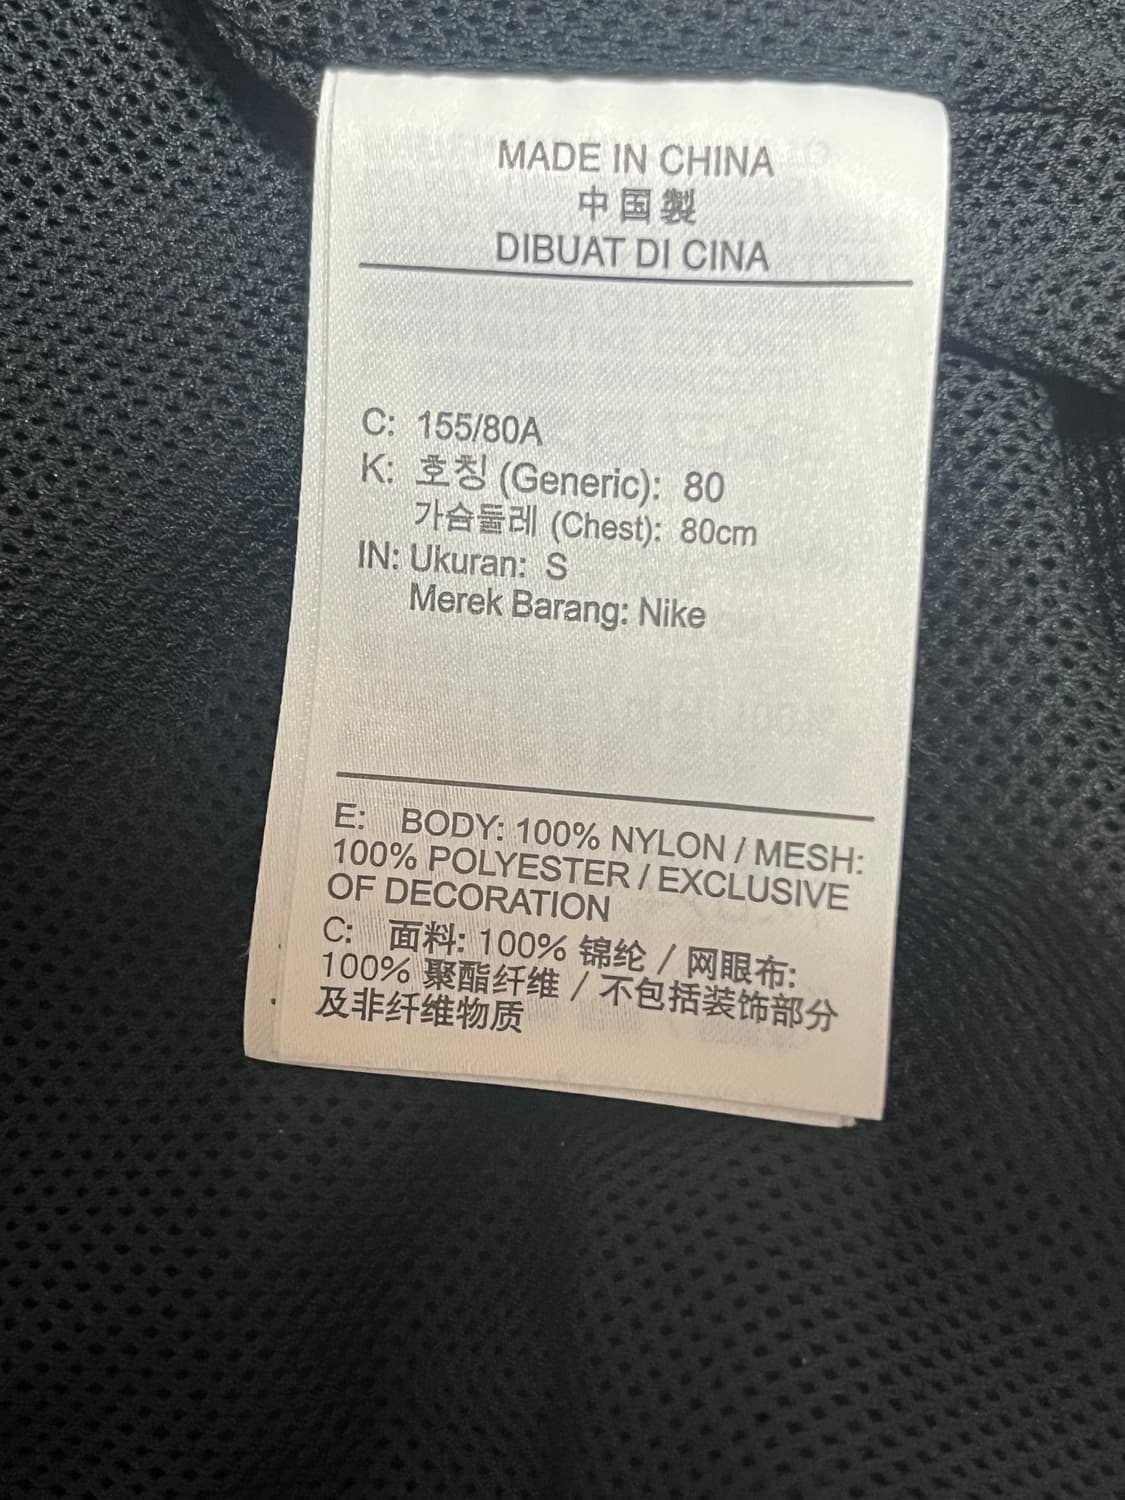 MADE IN CHINA
中国製
DIBUAT DI CINA
C: 155/80A
K: 호칭 (Generic): 80
가슴둘레 (Chest): 80cm
IN: Ukuran: S
Merek Barang: Nike
E: BODY: 100% NYLON / MESH:
100% POLYESTER / EXCLUSIVE
OF DECORATION
C: 面料: 100% 锦纶 / 网眼布:
100% 聚酯纤维 / 不包括装饰部分
及非纤维物质